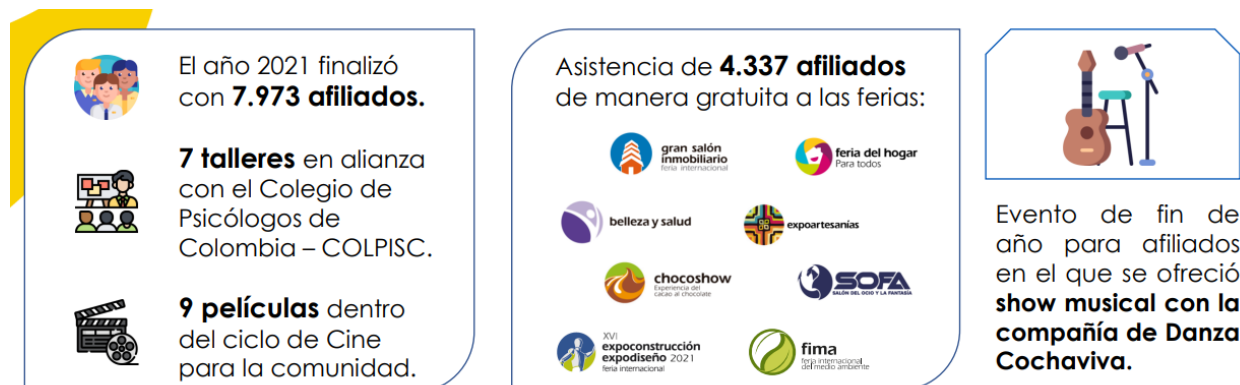 El año 2021 finalizó
con 7.973 afiliados.
7 talleres en alianza
con el Colegio de
Psicólogos de
Colombia – COLPISC.
9 películas dentro
del ciclo de Cine
para la comunidad.
Asistencia de 4.337 afiliados
de manera gratuita a las ferias:
gran salón
inmobiliario
feria internacional
feria del hogar
Para todos
belleza y salud
expoartesanías
chocoshow
Experiencia del
cacao al chocolate
SOFA
SALÓN DEL OCIO Y LA FANTASÍA
XVI
expoconstrucción
expodiseño 2021
feria internacional
fima
feria internacional
del medio ambiente
Evento de fin de
año para afiliados
en el que se ofreció
show musical con la
compañía de Danza
Cochaviva.